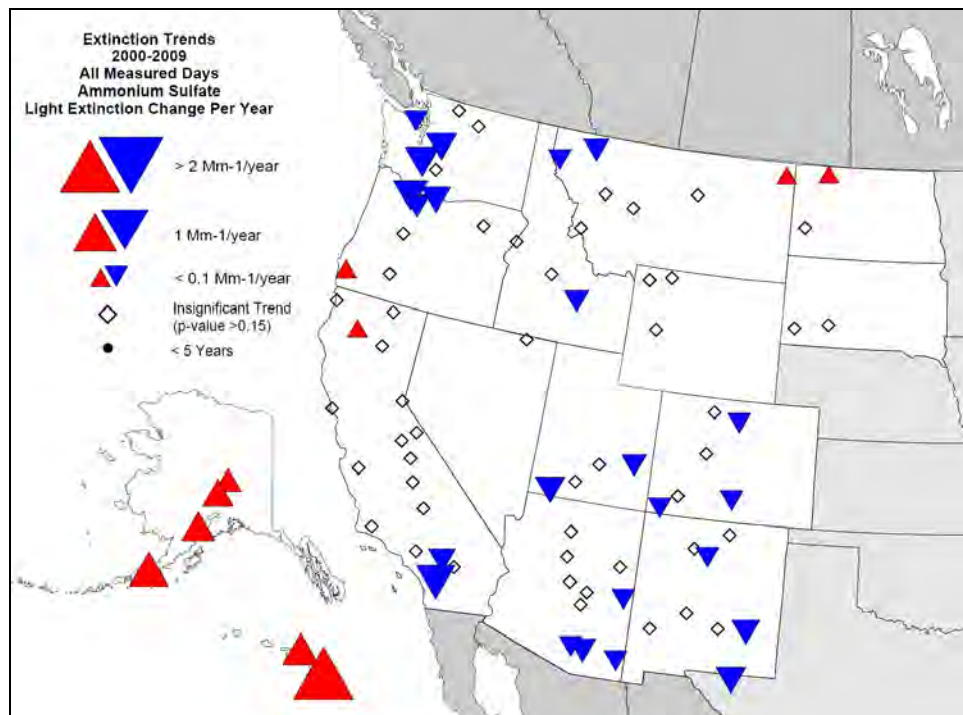 Extinction Trends
2000-2009
All Measured Days
Ammonium Sulfate
Light Extinction Change Per Year
> 2 Mm-1/year
1 Mm-1/year
< 0.1 Mm-1/year
Insignificant Trend
(p-value >0.15)
< 5 Years